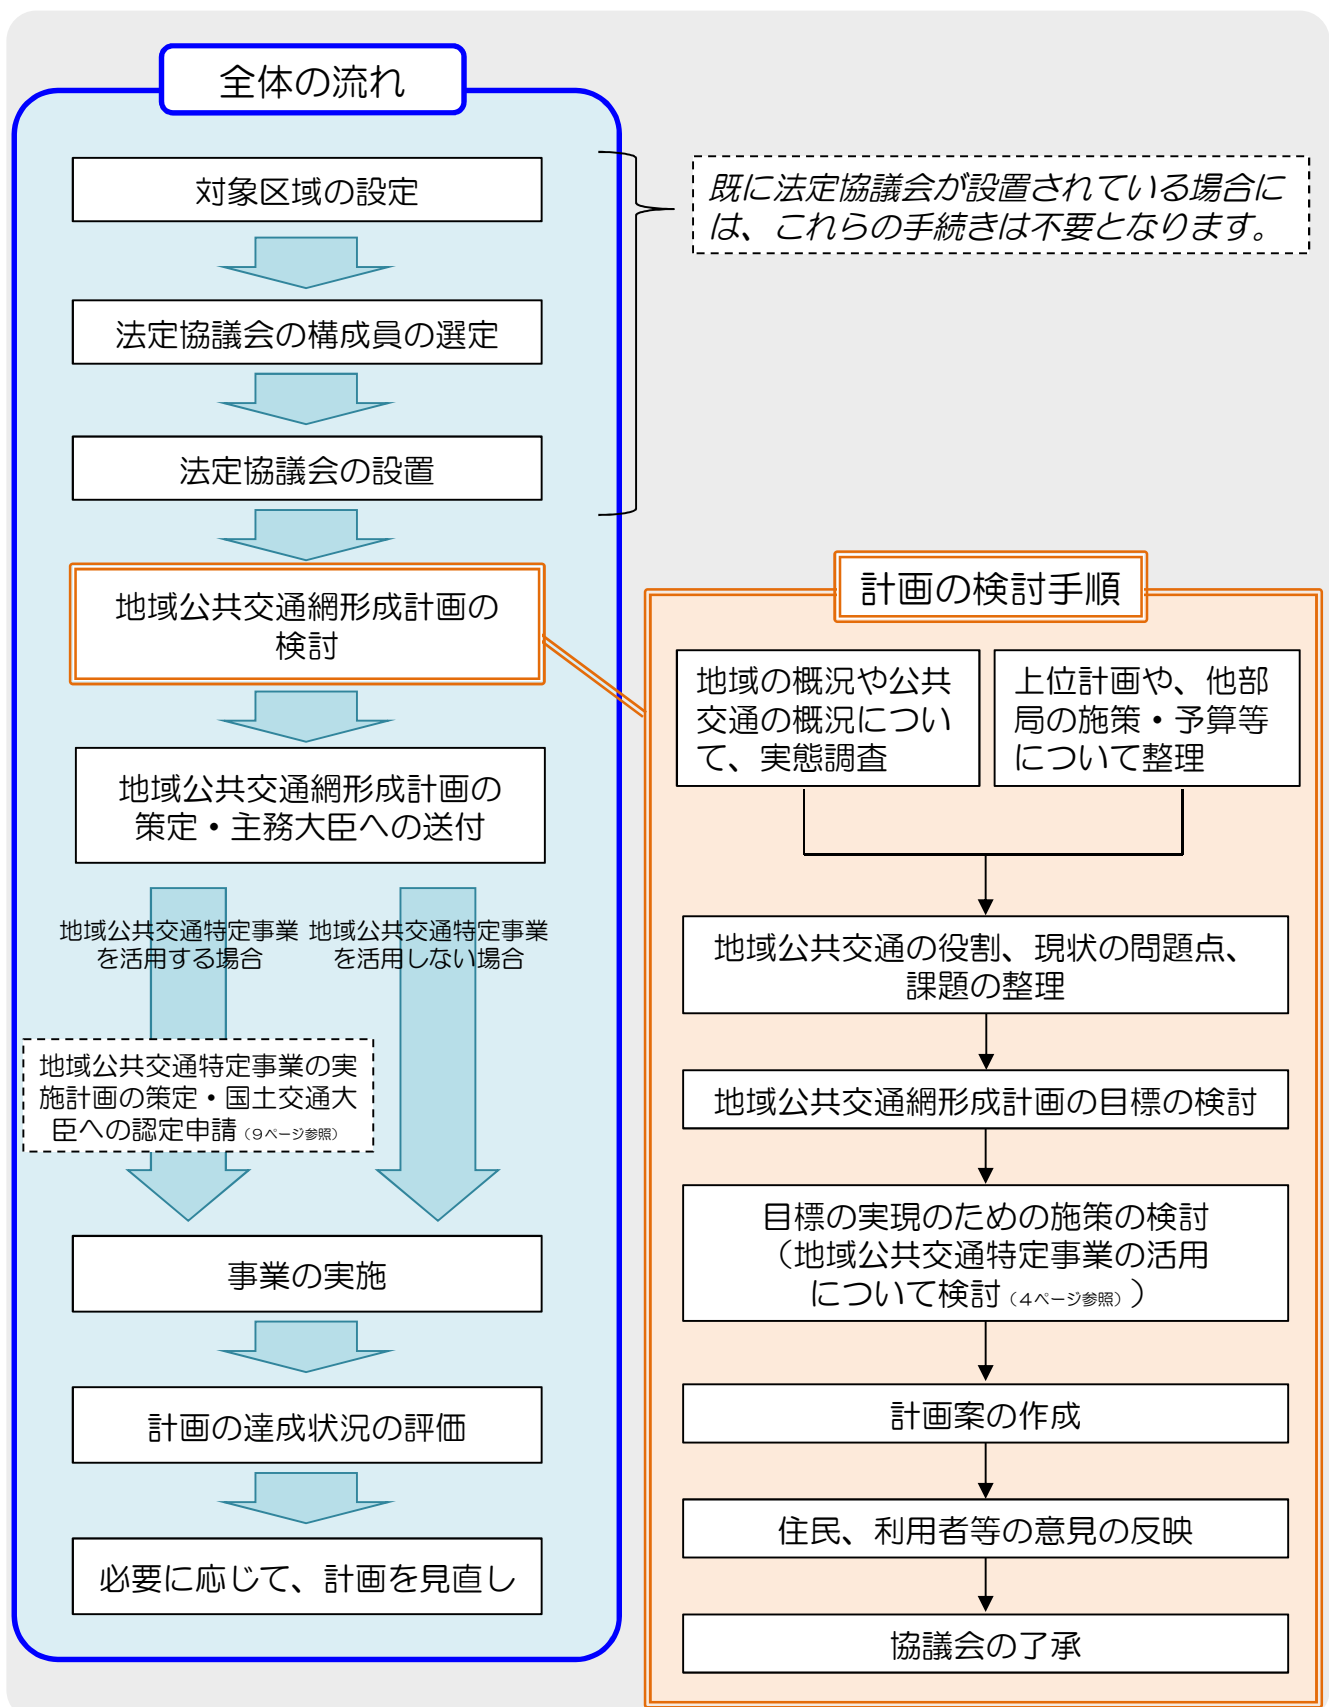 全体の流れ
対象区域の設定
既に法定協議会が設置されている場合に
は、これらの手続きは不要となります。
法定協議会の構成員の選定
法定協議会の設置
地域公共交通網形成計画の
検討
地域公共交通網形成計画の
策定・主務大臣への送付
地域公共交通特定事業
を活用する場合
地域公共交通特定事業
を活用しない場合
地域公共交通特定事業の実
施計画の策定・国土交通大
臣への認定申請（9ページ参照）
事業の実施
計画の達成状況の評価
必要に応じて、計画を見直し
計画の検討手順
地域の概況や公共
交通の概況につい
て、実態調査
上位計画や、他部
局の施策・予算等
について整理
地域公共交通の役割、現状の問題点、
課題の整理
地域公共交通網形成計画の目標の検討
目標の実現のための施策の検討
（地域公共交通特定事業の活用
について検討（4ページ参照））
計画案の作成
住民、利用者等の意見の反映
協議会の了承